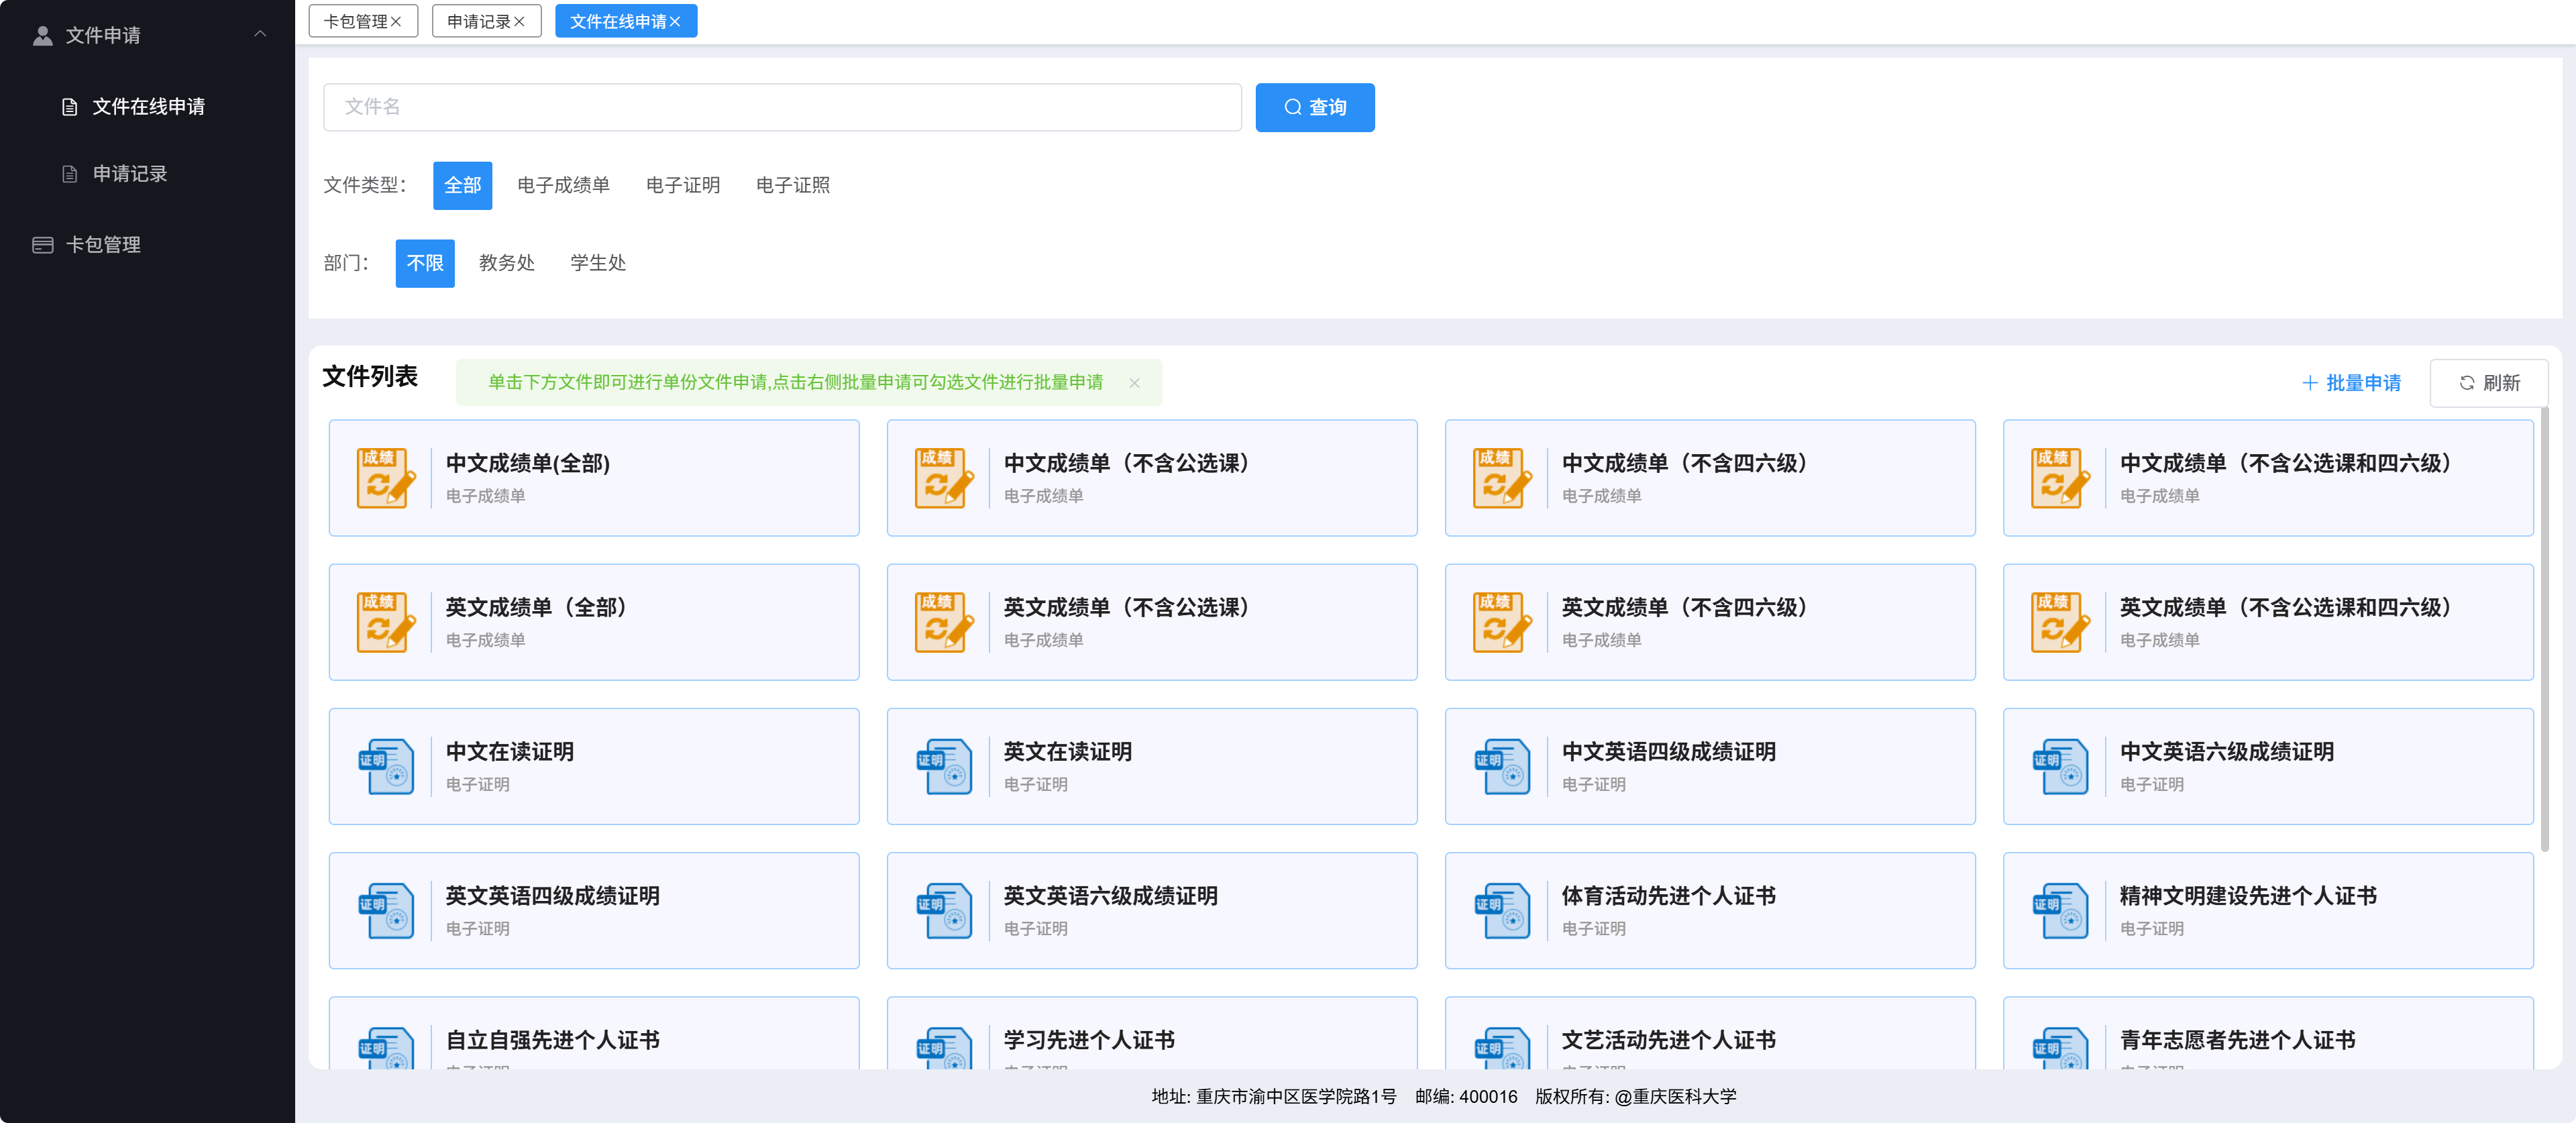 文件申请
文件在线申请
申请记录
卡包管理
卡包管理×
申请记录×
文件在线申请×
文件名
查询
文件类型： 全部 电子成绩单 电子证明 电子证照
部门： 不限 教务处 学生处
文件列表
单击下方文件即可进行单份文件申请,点击右侧批量申请可勾选文件进行批量申请 ×
+ 批量申请
刷新
成绩 中文成绩单(全部)
电子成绩单
成绩 中文成绩单（不含公选课）
电子成绩单
成绩 中文成绩单（不含四六级）
电子成绩单
成绩 中文成绩单（不含公选课和四六级）
电子成绩单
成绩 英文成绩单（全部）
电子成绩单
成绩 英文成绩单（不含公选课）
电子成绩单
成绩 英文成绩单（不含四六级）
电子成绩单
成绩 英文成绩单（不含公选课和四六级）
电子成绩单
证明 中文在读证明
电子证明
证明 英文在读证明
电子证明
证明 中文英语四级成绩证明
电子证明
证明 中文英语六级成绩证明
电子证明
证明 英文英语四级成绩证明
电子证明
证明 英文英语六级成绩证明
电子证明
证明 体育活动先进个人证书
电子证明
证明 精神文明建设先进个人证书
电子证明
证明 自立自强先进个人证书
证明 学习先进个人证书
证明 文艺活动先进个人证书
证明 青年志愿者先进个人证书
地址: 重庆市渝中区医学院路1号 邮编: 400016 版权所有: @重庆医科大学